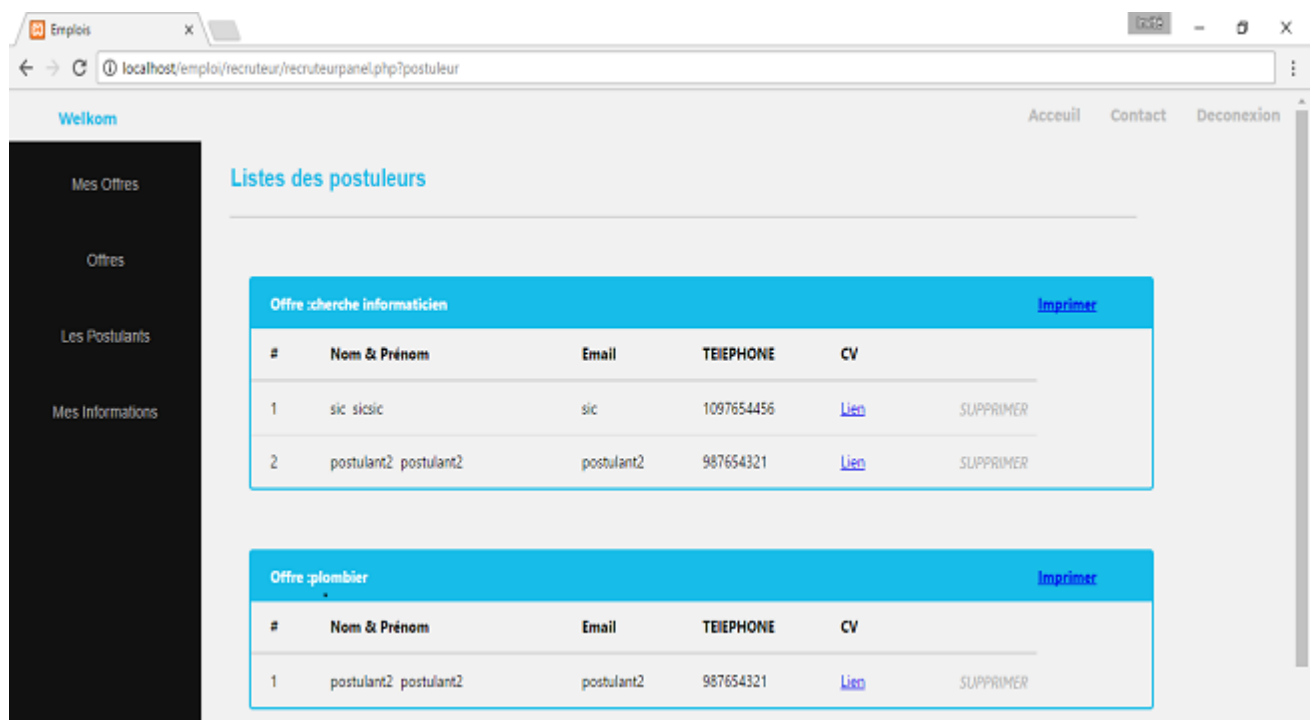 Emplois
localhost/emploi/recruteur/recruteurpanel.php?postuleur
Welkom
Acceuil Contact Deconexion
Mes Offres
Offres
Les Postulants
Mes Informations
Listes des postuleurs
Offre :cherche informaticien Imprimer
# Nom & Prénom Email TElEPHONE CV
1 sic sicsic sic 1097654456 Lien SUPPRIMER
2 postulant2 postulant2 postulant2 987654321 Lien SUPPRIMER
Offre :plombier Imprimer
# Nom & Prénom Email TElEPHONE CV
1 postulant2 postulant2 postulant2 987654321 Lien SUPPRIMER